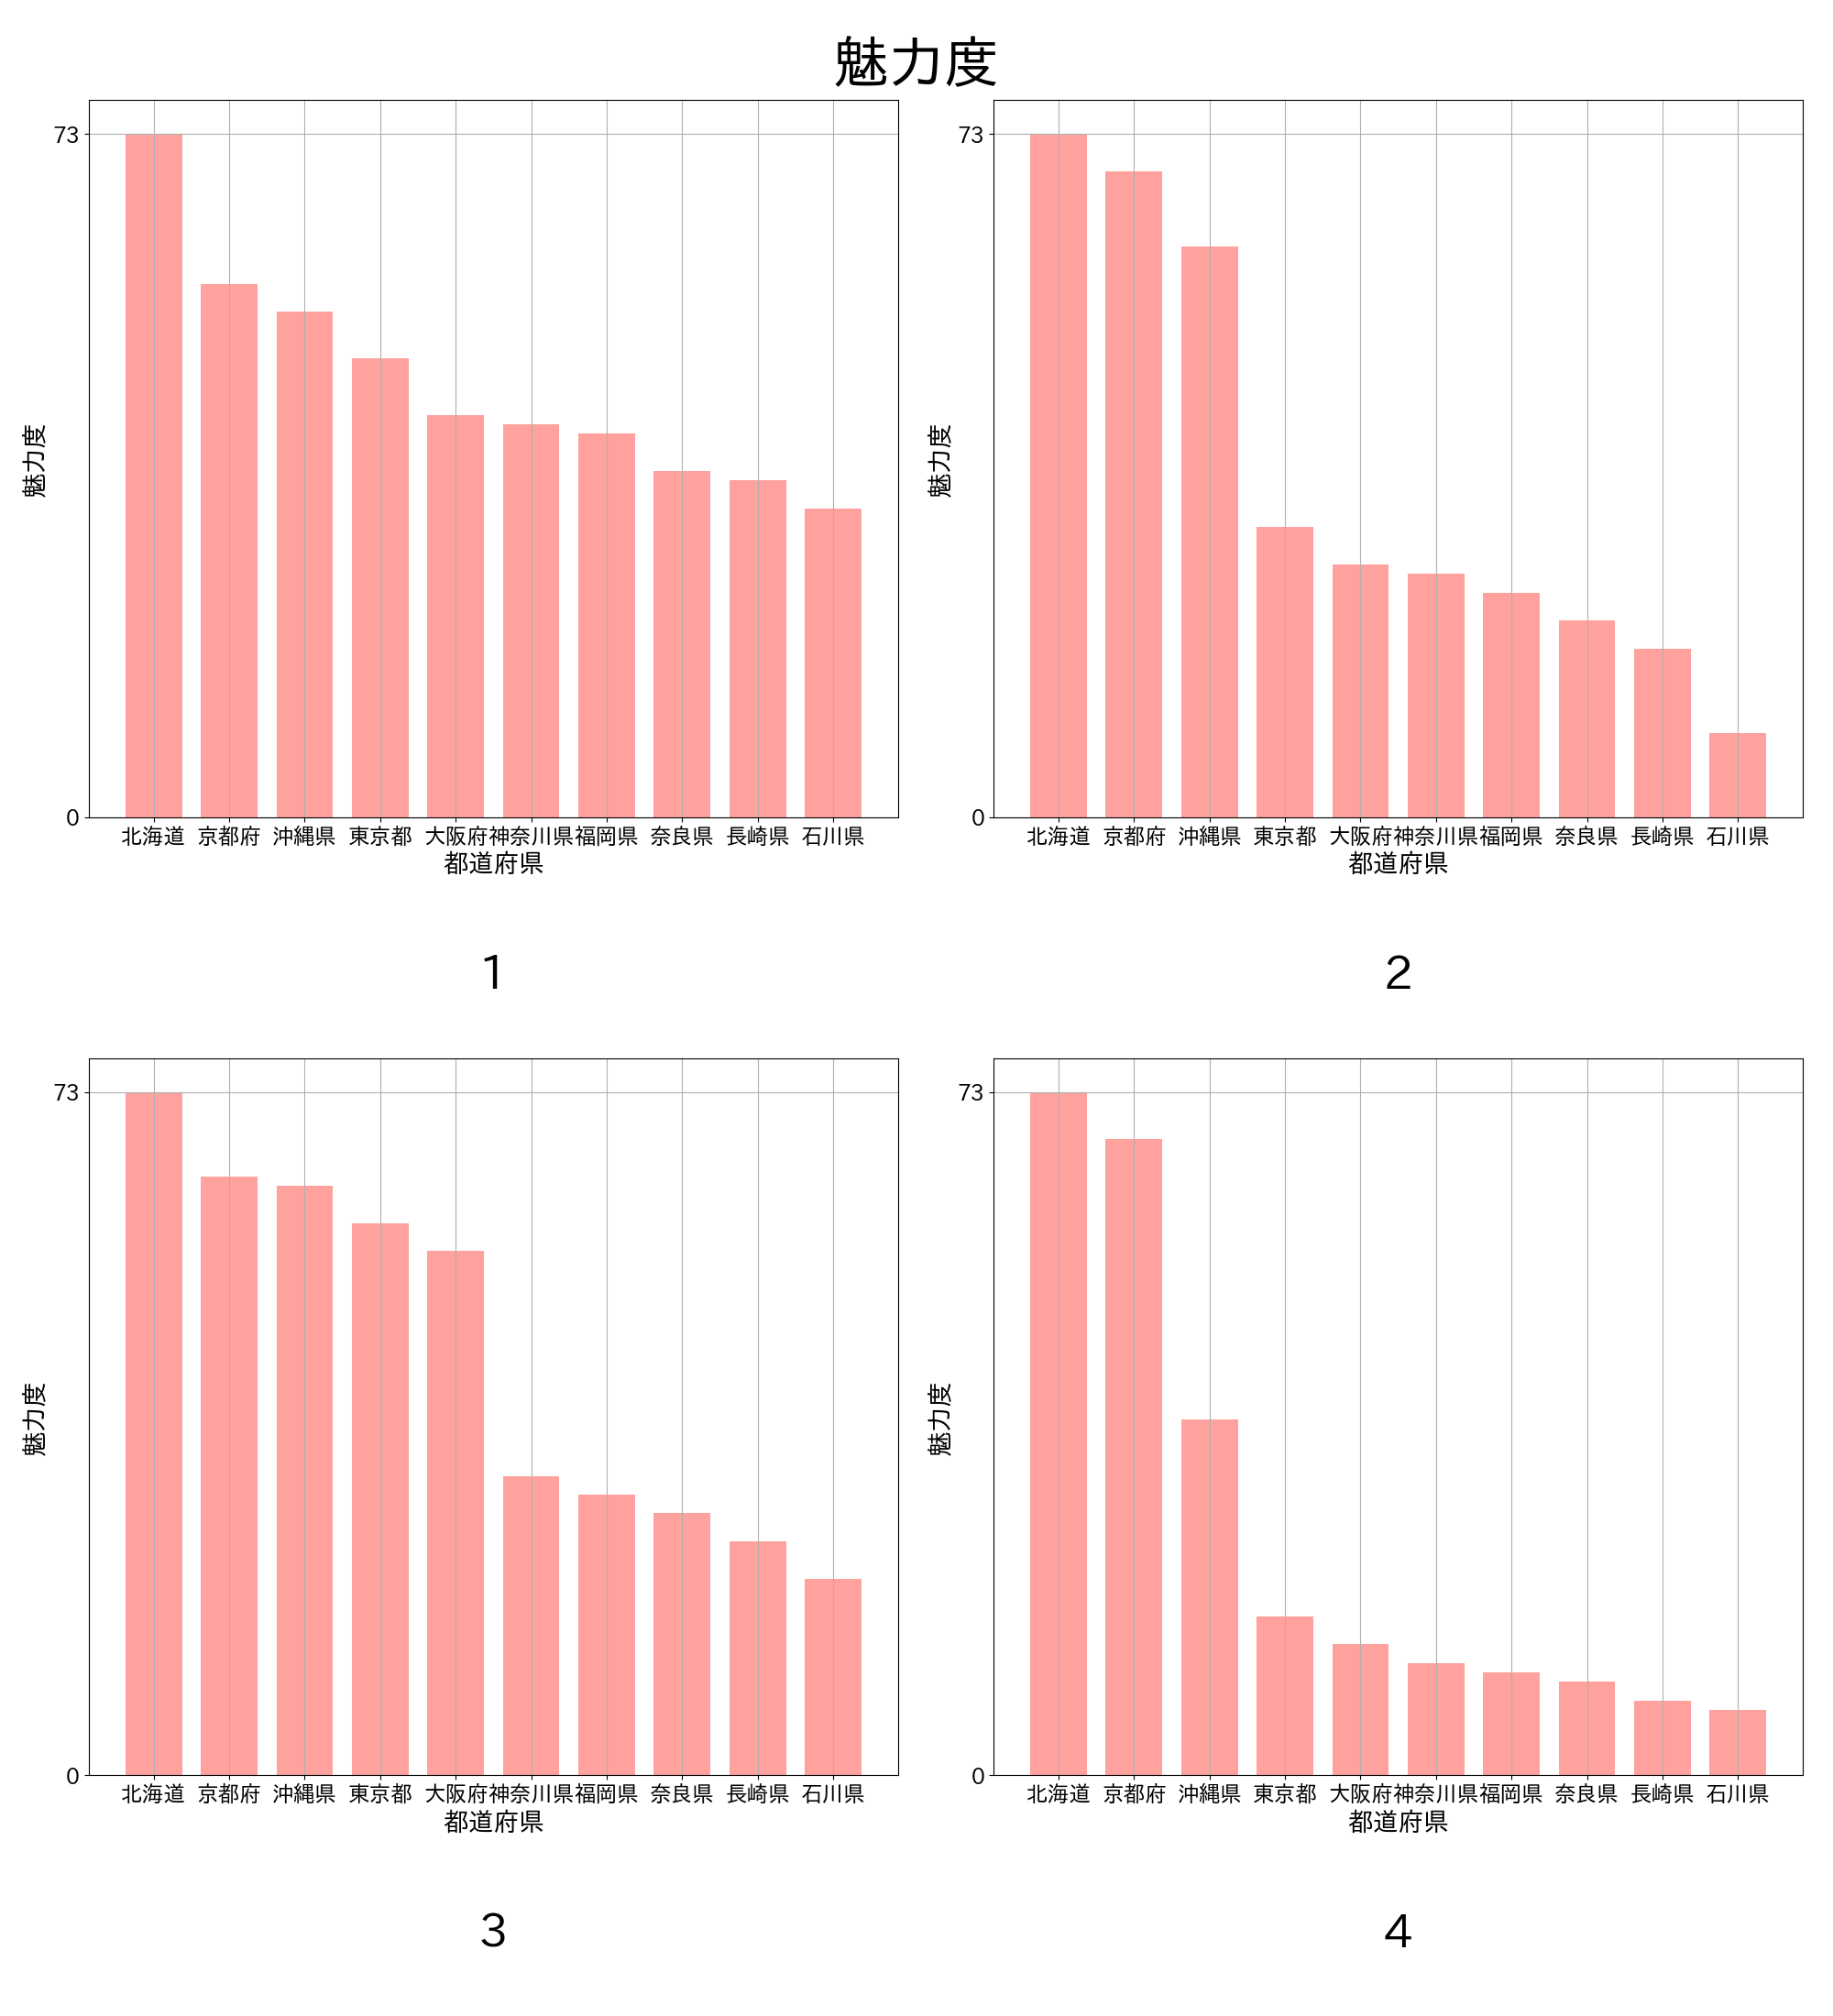 魅力度
73
魅力度
0
北海道 京都府 沖縄県 東京都 大阪府 神奈川県 福岡県 奈良県 長崎県 石川県
都道府県
1
73
魅力度
0
北海道 京都府 沖縄県 東京都 大阪府 神奈川県 福岡県 奈良県 長崎県 石川県
都道府県
2
73
魅力度
0
北海道 京都府 沖縄県 東京都 大阪府 神奈川県 福岡県 奈良県 長崎県 石川県
都道府県
3
73
魅力度
0
北海道 京都府 沖縄県 東京都 大阪府 神奈川県 福岡県 奈良県 長崎県 石川県
都道府県
4